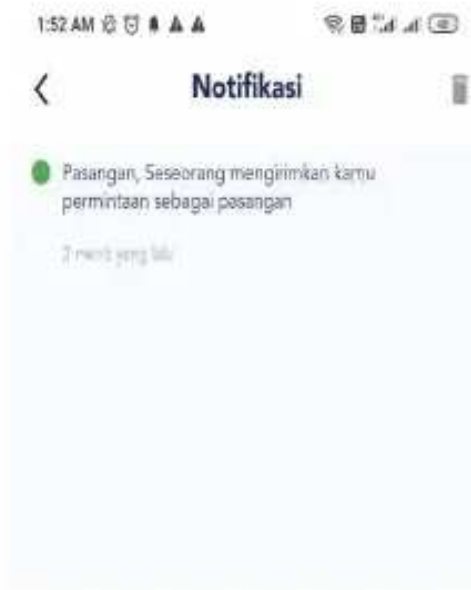 1:52 AM
Notifikasi
Pasangan, Seseorang mengirimkan kamu
permintaan sebagai pasangan
2 menit yang lalu